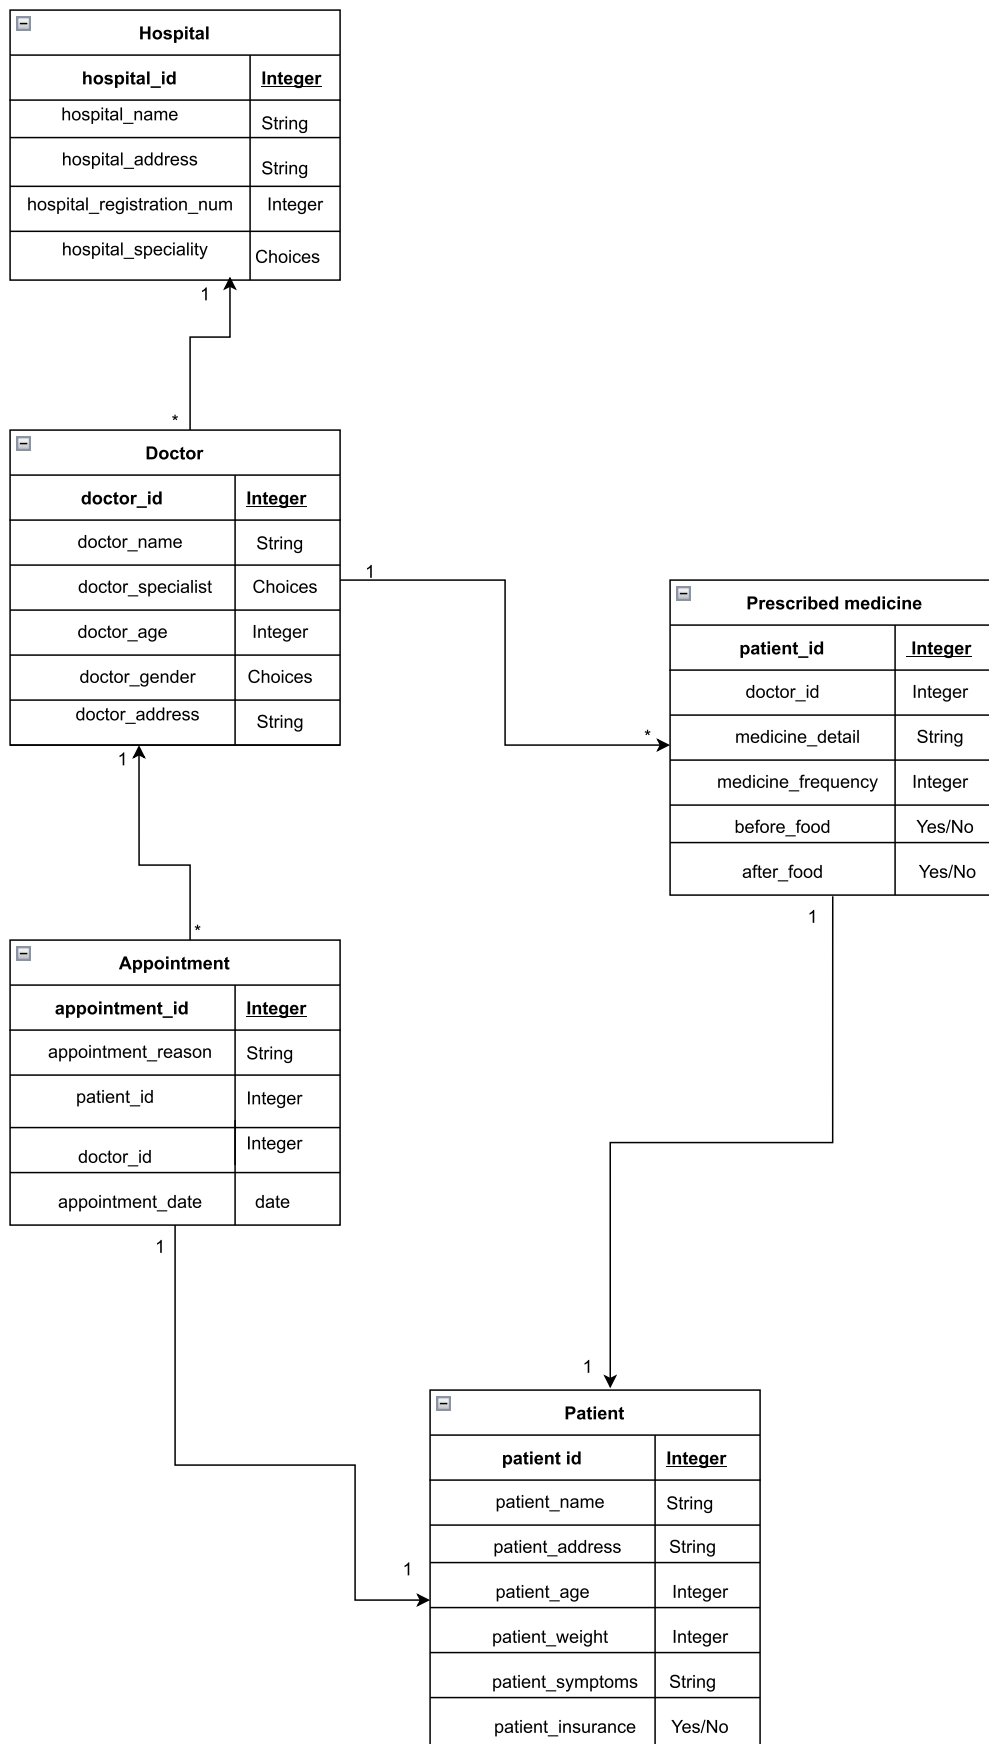 Hospital
hospital_id Integer
hospital_name String
hospital_address String
hospital_registration_num Integer
hospital_speciality Choices
1
*
Doctor
doctor_id Integer
doctor_name String
doctor_specialist Choices
doctor_age Integer
doctor_gender Choices
doctor_address String
1
*
Prescribed medicine
patient_id Integer
doctor_id Integer
medicine_detail String
medicine_frequency Integer
before_food Yes/No
after_food Yes/No
1
*
Appointment
appointment_id Integer
appointment_reason String
patient_id Integer
doctor_id Integer
appointment_date date
1
1
1
1
Patient
patient id Integer
patient_name String
patient_address String
patient_age Integer
patient_weight Integer
patient_symptoms String
patient_insurance Yes/No